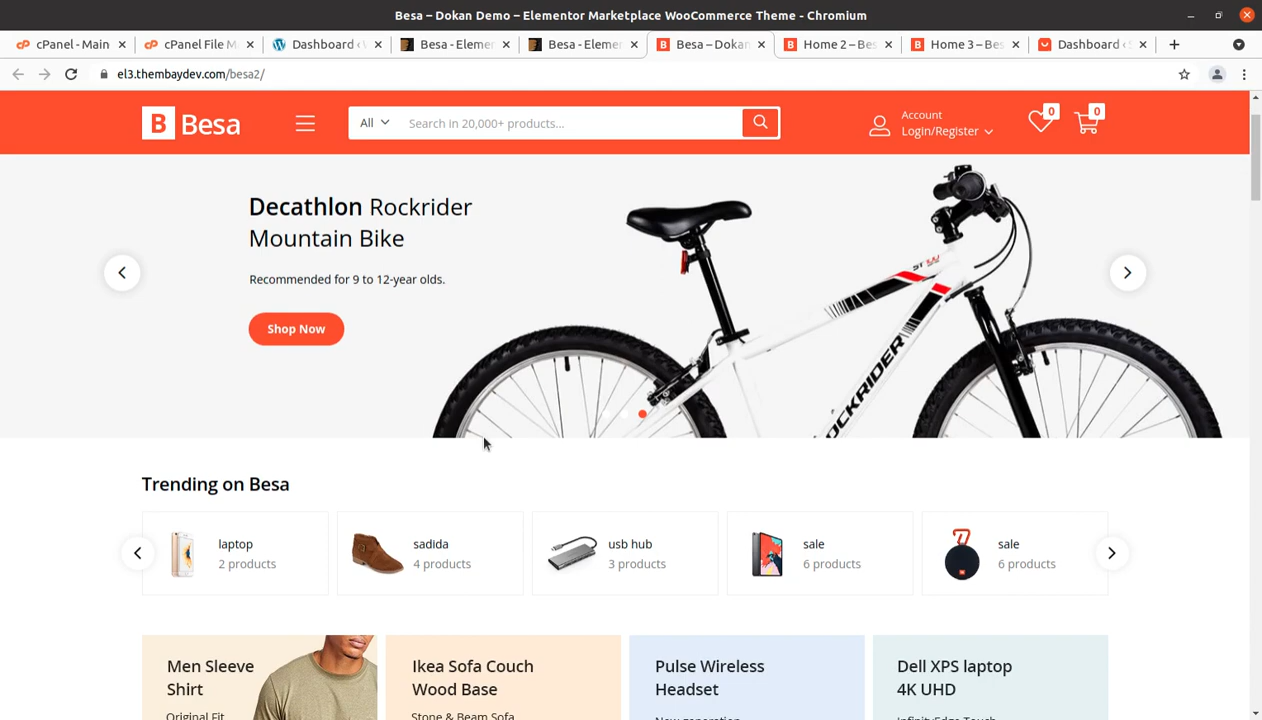 Besa – Dokan Demo – Elementor Marketplace WooCommerce Theme - Chromium
cPanel - Main
cPanel File M
Dashboard ‹
Besa - Elemen
Besa - Elemen
Besa – Dokan
Home 2 – Bes
Home 3 – Bes
Dashboard ‹
el3.thembaydev.com/besa2/
B Besa
All
Search in 20,000+ products...
Account
Login/Register
0
0
Decathlon Rockrider
Mountain Bike
Recommended for 9 to 12-year olds.
Shop Now
ROCKRIDER
Trending on Besa
laptop
2 products
sadida
4 products
usb hub
3 products
sale
6 products
sale
6 products
Men Sleeve
Shirt
Original Fit
Ikea Sofa Couch
Wood Base
Stone & Beam Sofa
Pulse Wireless
Headset
New generation
Dell XPS laptop
4K UHD
InfinityEdge Touch